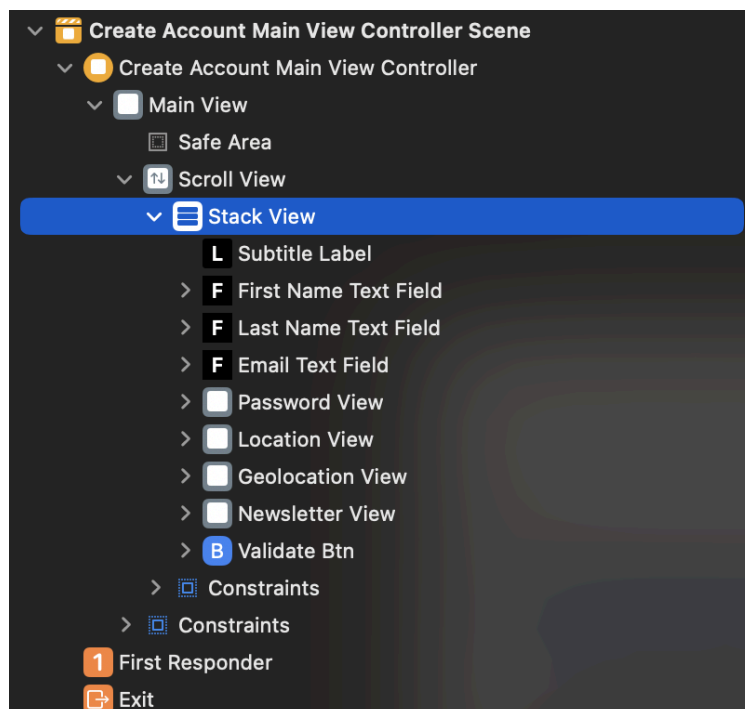 Create Account Main View Controller Scene
Create Account Main View Controller
Main View
Safe Area
Scroll View
Stack View
L Subtitle Label
F First Name Text Field
F Last Name Text Field
F Email Text Field
Password View
Location View
Geolocation View
Newsletter View
B Validate Btn
Constraints
Constraints
1 First Responder
Exit